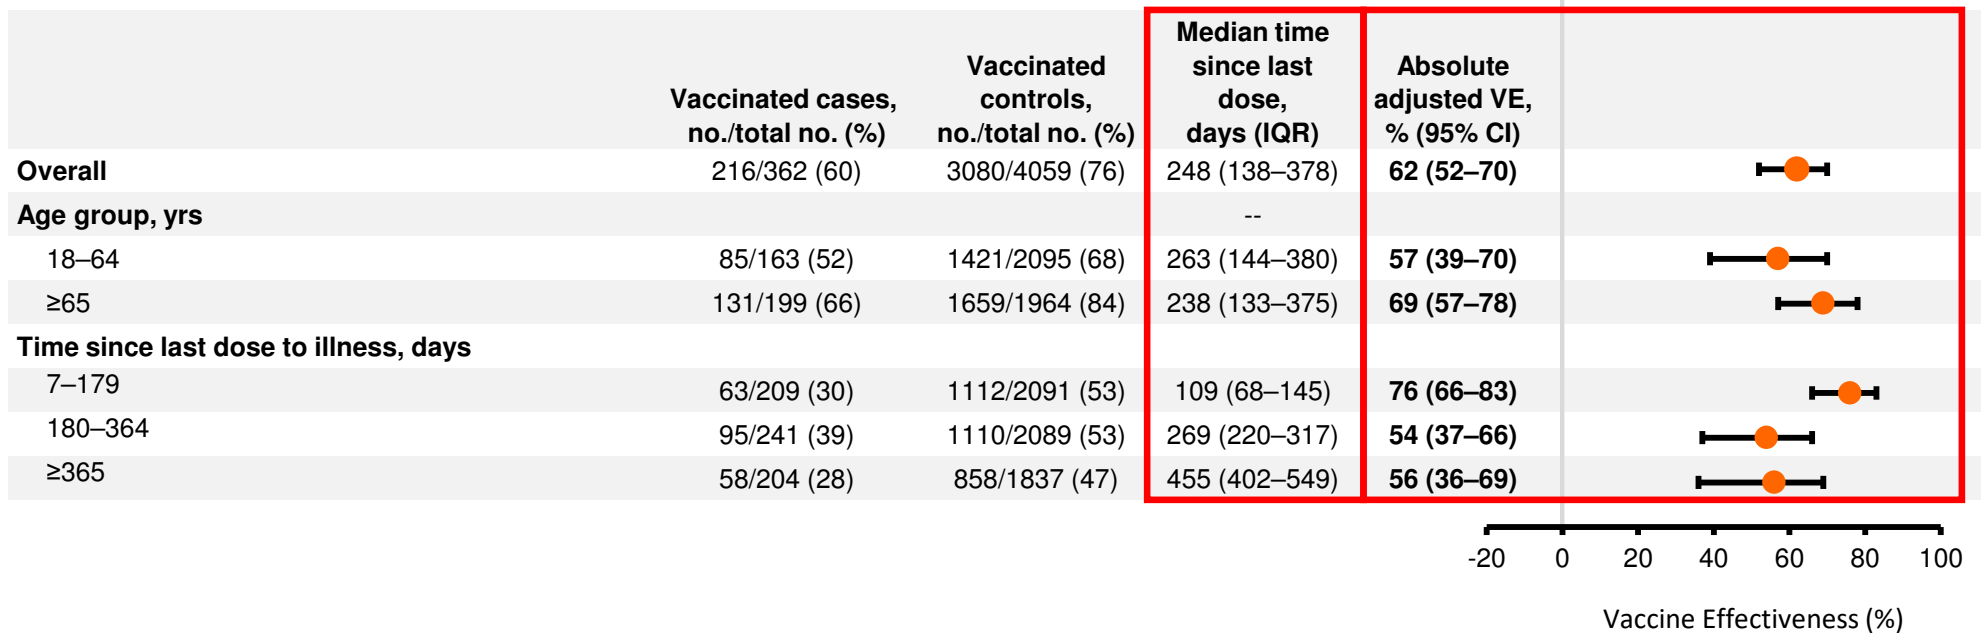 Vaccinated cases,
no./total no. (%)
Vaccinated
controls,
no./total no. (%)
Median time
since last
dose,
days (IQR)
Absolute
adjusted VE,
% (95% CI)
Overall 216/362 (60) 3080/4059 (76) 248 (138–378) 62 (52–70)
Age group, yrs --
18–64 85/163 (52) 1421/2095 (68) 263 (144–380) 57 (39–70)
≥65 131/199 (66) 1659/1964 (84) 238 (133–375) 69 (57–78)
Time since last dose to illness, days
7–179 63/209 (30) 1112/2091 (53) 109 (68–145) 76 (66–83)
180–364 95/241 (39) 1110/2089 (53) 269 (220–317) 54 (37–66)
≥365 58/204 (28) 858/1837 (47) 455 (402–549) 56 (36–69)
-20 0 20 40 60 80 100
Vaccine Effectiveness (%)